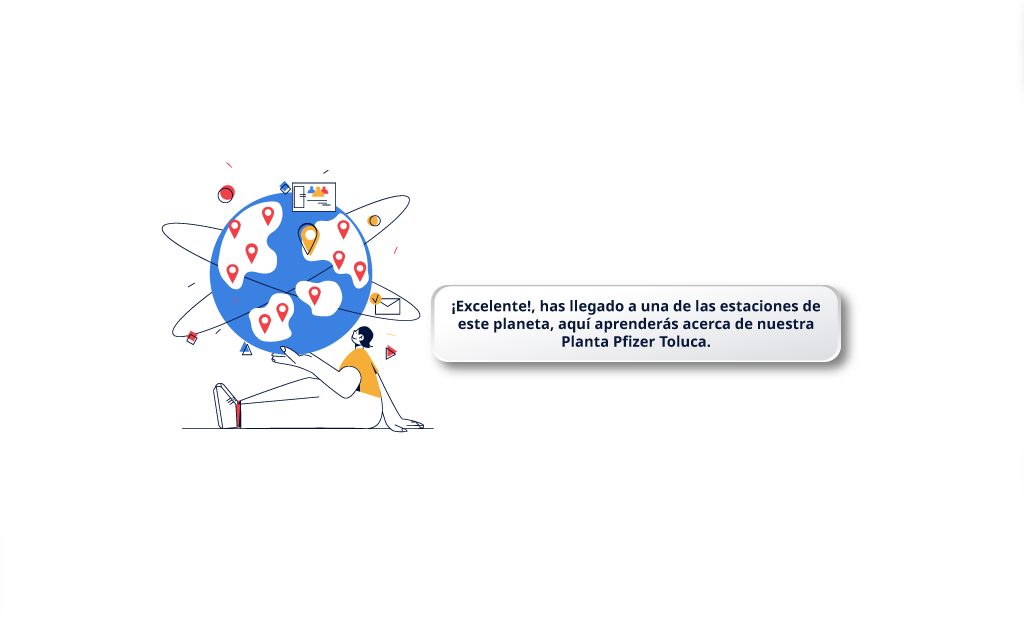 ¡Excelente!, has llegado a una de las estaciones de
este planeta, aquí aprenderás acerca de nuestra
Planta Pfizer Toluca.